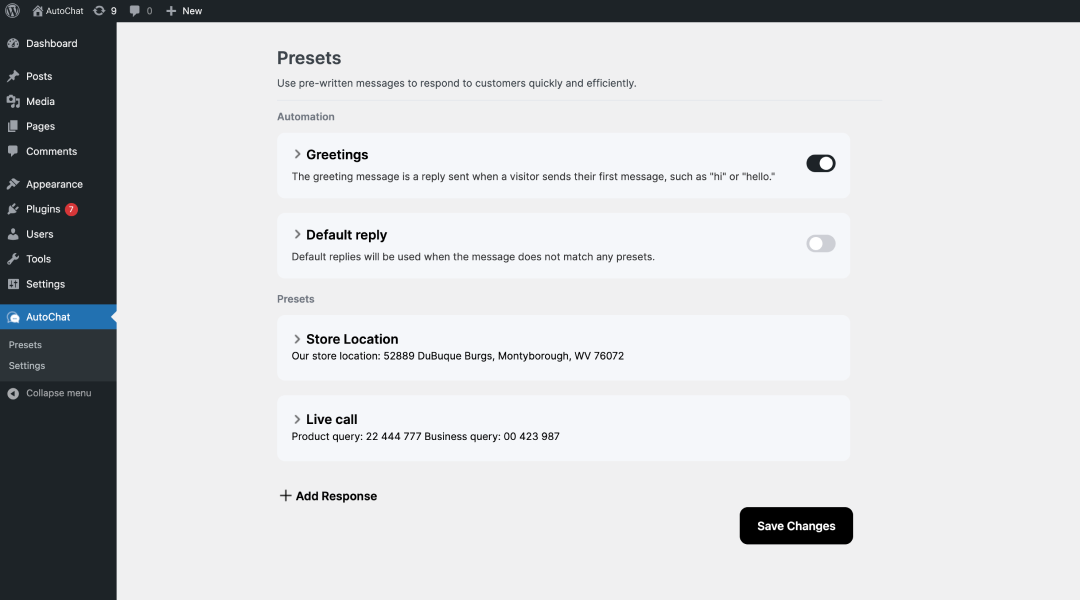 AutoChat 9 0 New
Dashboard
Posts
Media
Pages
Comments
Appearance
Plugins 7
Users
Tools
Settings
AutoChat
Presets
Settings
Collapse menu
Presets
Use pre-written messages to respond to customers quickly and efficiently.
Automation
Greetings
The greeting message is a reply sent when a visitor sends their first message, such as "hi" or "hello."
Default reply
Default replies will be used when the message does not match any presets.
Presets
Store Location
Our store location: 52889 DuBuque Burgs, Montyborough, WV 76072
Live call
Product query: 22 444 777 Business query: 00 423 987
Add Response
Save Changes